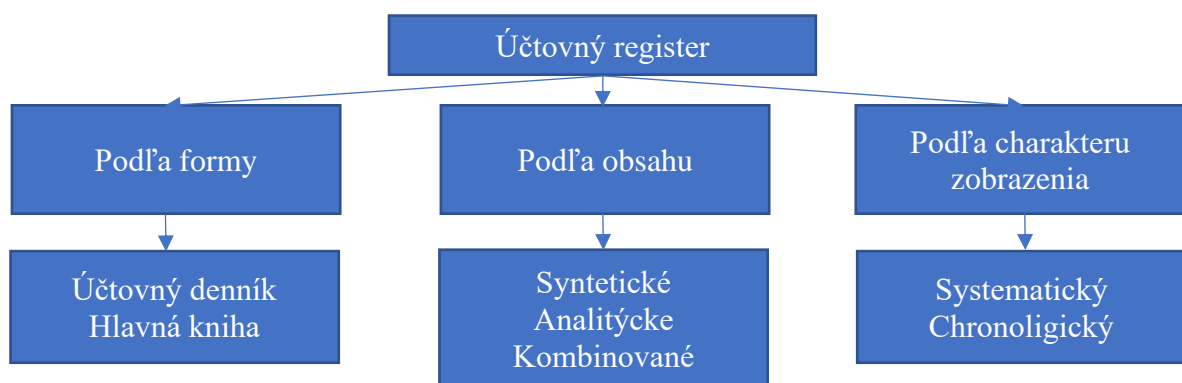 Účtovný register
Podľa formy
Podľa obsahu
Podľa charakteru
zobrazenia
Účtovný denník
Hlavná kniha
Syntetické
Analitýcke
Kombinované
Systematický
Chronoligický